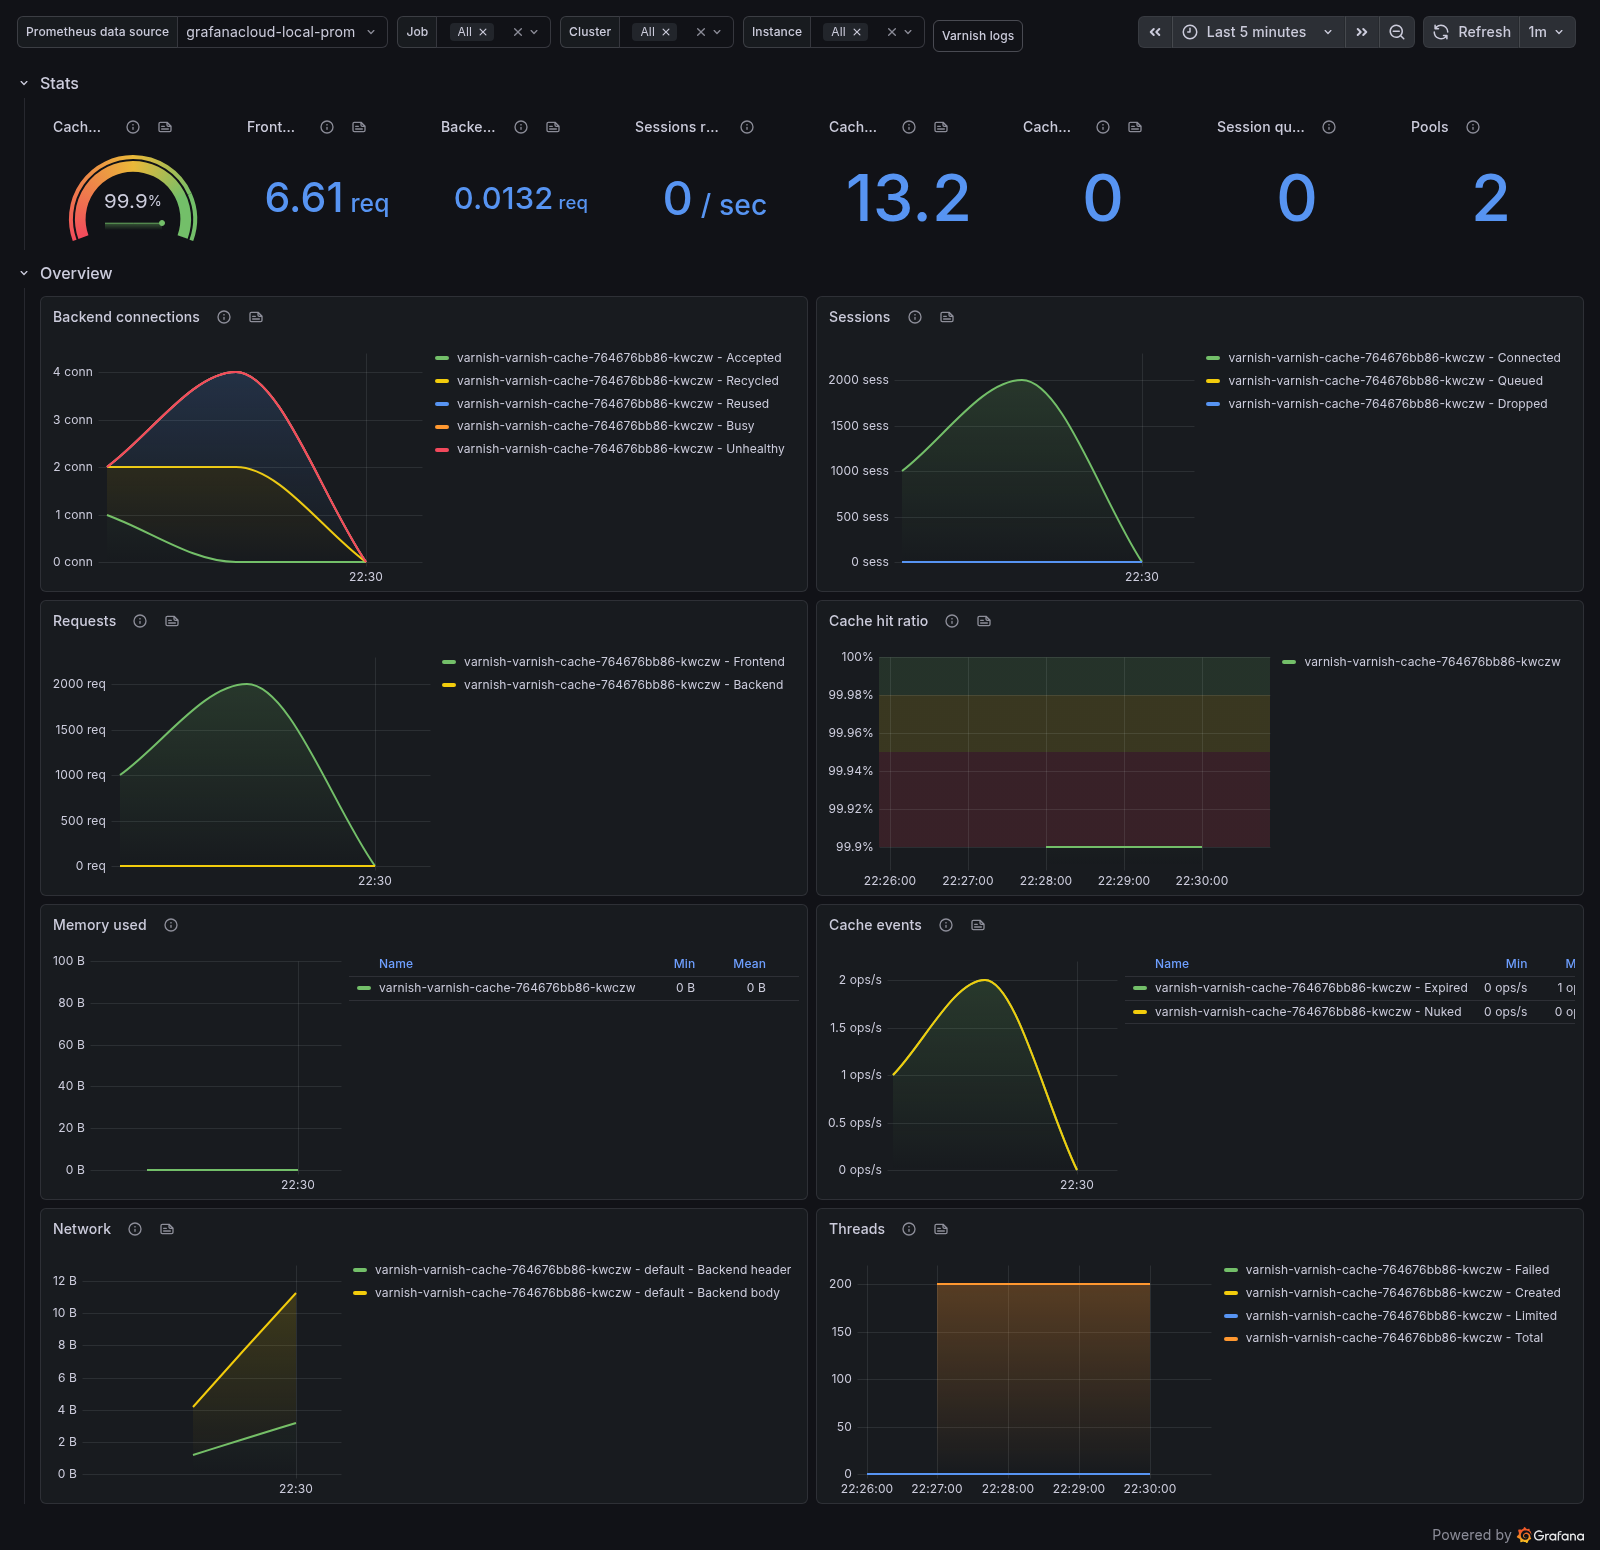 Prometheus data source grafanacloud-local-prom Job All Cluster All Instance All Varnish logs Last 5 minutes Refresh 1m
Stats
Cach... Front... Backe... Sessions r... Cach... Cach... Session qu... Pools
99.9% 6.61 req 0.0132 req 0 / sec 13.2 0 0 2
Overview
Backend connections
4 conn
3 conn
2 conn
1 conn
0 conn
22:30
varnish-varnish-cache-764676bb86-kwczw - Accepted
varnish-varnish-cache-764676bb86-kwczw - Recycled
varnish-varnish-cache-764676bb86-kwczw - Reused
varnish-varnish-cache-764676bb86-kwczw - Busy
varnish-varnish-cache-764676bb86-kwczw - Unhealthy
Sessions
2000 sess
1500 sess
1000 sess
500 sess
0 sess
22:30
varnish-varnish-cache-764676bb86-kwczw - Connected
varnish-varnish-cache-764676bb86-kwczw - Queued
varnish-varnish-cache-764676bb86-kwczw - Dropped
Requests
2000 req
1500 req
1000 req
500 req
0 req
22:30
varnish-varnish-cache-764676bb86-kwczw - Frontend
varnish-varnish-cache-764676bb86-kwczw - Backend
Cache hit ratio
100%
99.98%
99.96%
99.94%
99.92%
99.9%
22:26:00 22:27:00 22:28:00 22:29:00 22:30:00
varnish-varnish-cache-764676bb86-kwczw
Memory used
100 B
80 B
60 B
40 B
20 B
0 B
22:30
Name Min Mean
varnish-varnish-cache-764676bb86-kwczw 0 B 0 B
Cache events
2 ops/s
1.5 ops/s
1 ops/s
0.5 ops/s
0 ops/s
22:30
Name Min M
varnish-varnish-cache-764676bb86-kwczw - Expired 0 ops/s 1 op
varnish-varnish-cache-764676bb86-kwczw - Nuked 0 ops/s 0 op
Network
12 B
10 B
8 B
6 B
4 B
2 B
0 B
22:30
varnish-varnish-cache-764676bb86-kwczw - default - Backend header
varnish-varnish-cache-764676bb86-kwczw - default - Backend body
Threads
200
150
100
50
0
22:26:00 22:27:00 22:28:00 22:29:00 22:30:00
varnish-varnish-cache-764676bb86-kwczw - Failed
varnish-varnish-cache-764676bb86-kwczw - Created
varnish-varnish-cache-764676bb86-kwczw - Limited
varnish-varnish-cache-764676bb86-kwczw - Total
Powered by Grafana